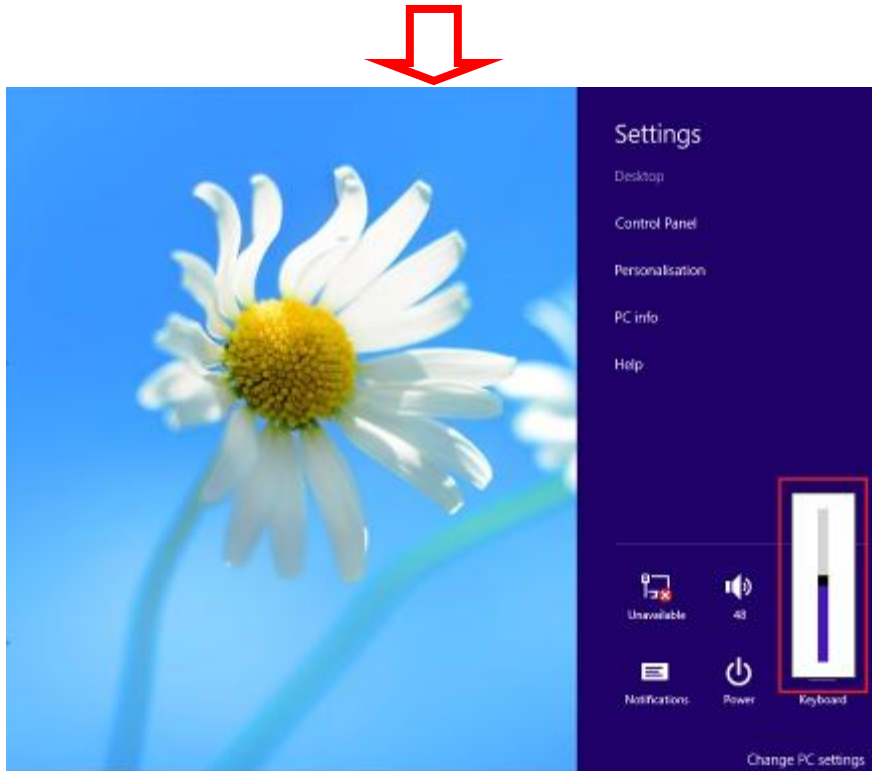 Settings
Desktop
Control Panel
Personalisation
PC info
Help
Unavailable
48
Notifications
Power
Keyboard
Change PC settings